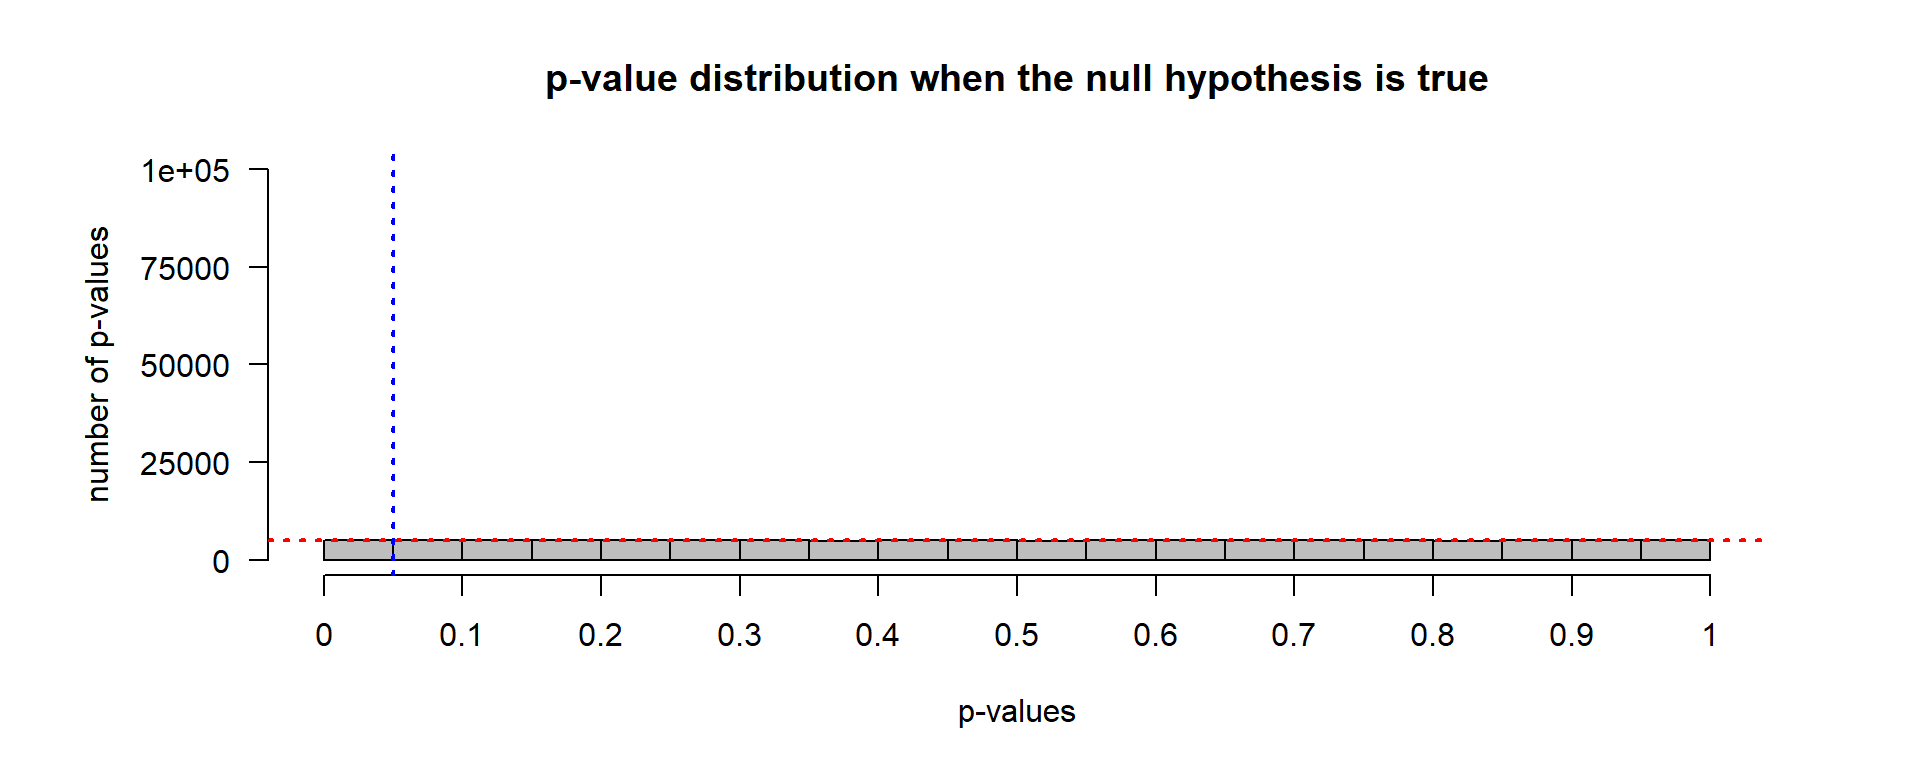 p-value distribution when the null hypothesis is true
number of p-values
1e+05
75000
50000
25000
0
0 0.1 0.2 0.3 0.4 0.5 0.6 0.7 0.8 0.9 1
p-values